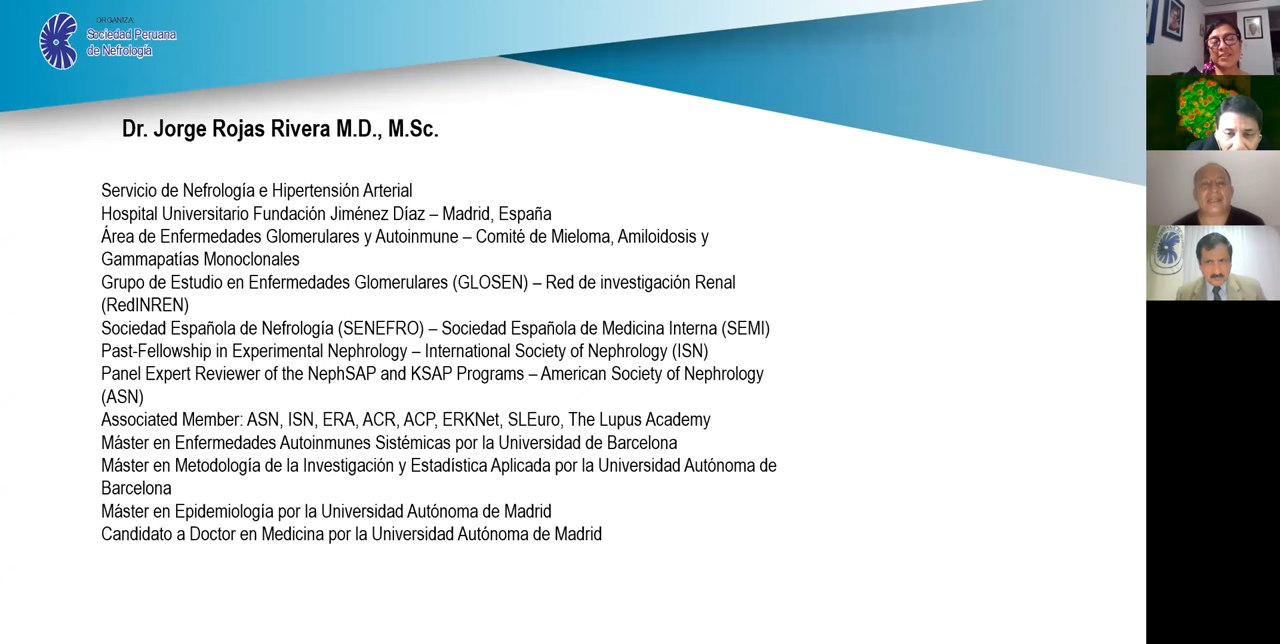 ORGANIZA:
Sociedad Peruana
de Nefrología
Dr. Jorge Rojas Rivera M.D., M.Sc.
Servicio de Nefrología e Hipertensión Arterial
Hospital Universitario Fundación Jiménez Díaz – Madrid, España
Área de Enfermedades Glomerulares y Autoinmune – Comité de Mieloma, Amiloidosis y
Gammapatías Monoclonales
Grupo de Estudio en Enfermedades Glomerulares (GLOSEN) – Red de investigación Renal
(RedINREN)
Sociedad Española de Nefrología (SENEFRO) – Sociedad Española de Medicina Interna (SEMI)
Past-Fellowship in Experimental Nephrology – International Society of Nephrology (ISN)
Panel Expert Reviewer of the NephSAP and KSAP Programs – American Society of Nephrology
(ASN)
Associated Member: ASN, ISN, ERA, ACR, ACP, ERKNet, SLEuro, The Lupus Academy
Máster en Enfermedades Autoinmunes Sistémicas por la Universidad de Barcelona
Máster en Metodología de la Investigación y Estadística Aplicada por la Universidad Autónoma de
Barcelona
Máster en Epidemiología por la Universidad Autónoma de Madrid
Candidato a Doctor en Medicina por la Universidad Autónoma de Madrid